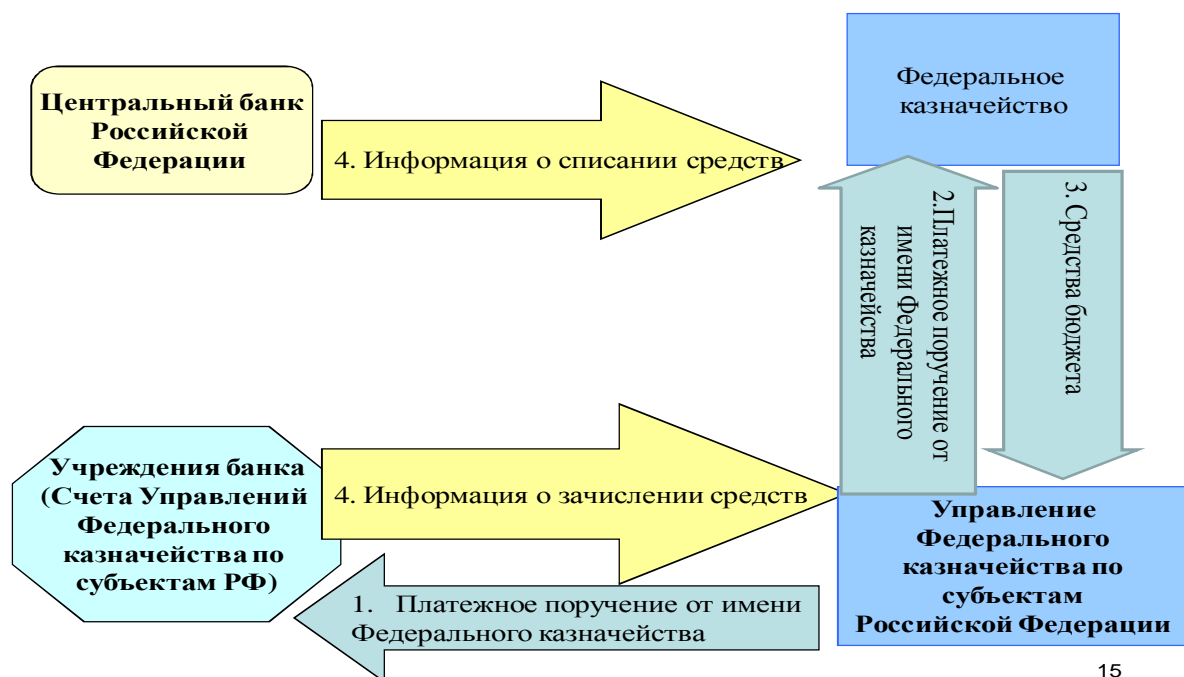 Центральный банк
Российской
Федерации
4. Информация о списании средств
Федеральное
казначейство
2.Платежное поручение от
имени Федерального
казначейства
3. Средства бюджета
Учреждения банка
(Счета Управлений
Федерального
казначейства по
субъектам РФ)
4. Информация о зачислении средств
1. Платежное поручение от имени
Федерального казначейства
Управление
Федерального
казначейства по
субъектам
Российской Федерации
15